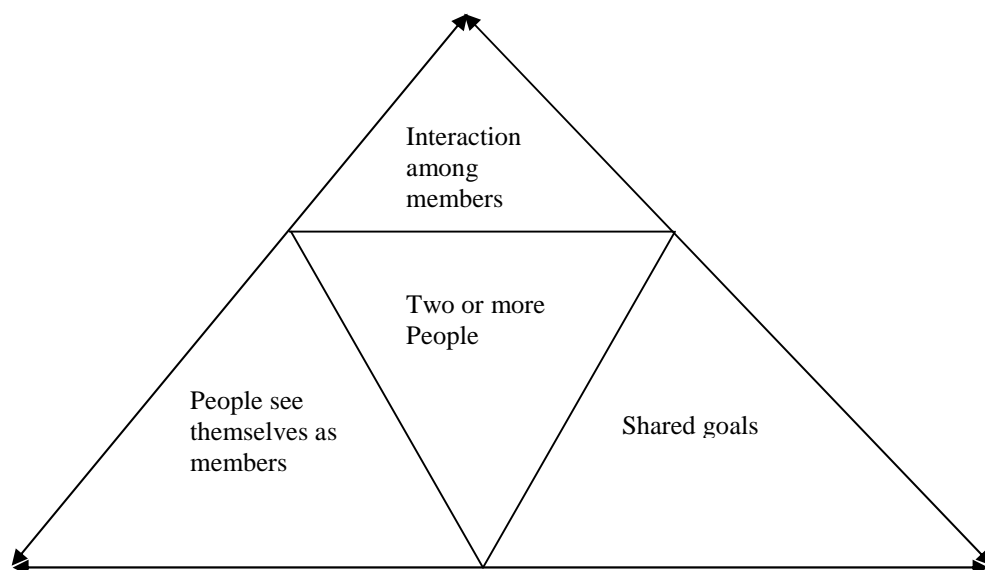 Interaction
among
members
Two or more
People
People see
themselves as
members
Shared goals